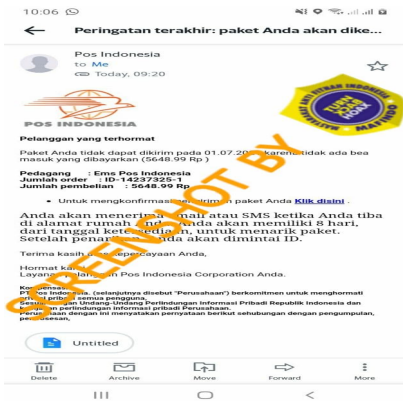 10:06
Peringatan terakhir: paket Anda akan dike...
Pos Indonesia
to Me
Today, 09:20
POS INDONESIA
MASYARAKAT ANTI FITNAH INDONESIA
TURN BACK HOAX
MAFINDO
Pelanggan yang terhormat
Paket Anda tidak dapat dikirim pada 01.07.20 karena tidak ada bea
masuk yang dibayarkan (5648.99 Rp )
Pedagang : Ems Pos Indonesia
Jumlah order : ID-14237325-1
Jumlah pembelian : 5648.99 Rp
Untuk mengkonfirmasi pengiriman paket Anda Klik disini .
Anda akan menerima email atau SMS ketika Anda tiba
di alamat rumah Anda. Anda akan memiliki 8 hari,
dari tanggal ketersediaan, untuk menarik paket.
Setelah penarikan, Anda akan dimintai ID.
Terima kasih atas kepercayaan Anda,
Hormat kami
Layanan pelanggan Pos Indonesia Corporation Anda.
Kompensasi
PT Pos Indonesia. (selanjutnya disebut "Perusahaan") berkomitmen untuk menghormati
privasi pribadi semua pengguna,
Sesuai dengan Undang-Undang Perlindungan Informasi Pribadi Republik Indonesia dan
perlindungan informasi pribadi Perusahaan.
Perusahaan dengan ini menyatakan pernyataan berikut sehubungan dengan pengumpulan,
pemrosesan,
SCREENSHOT BY
Untitled
Delete Archive Move Forward More